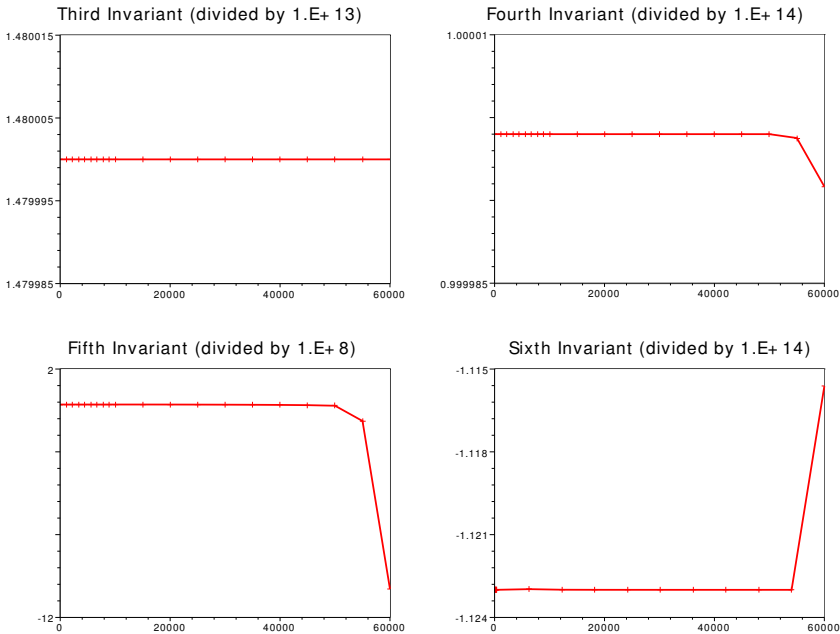 Third Invariant (divided by 1.E+13)
1.480015
1.480005
1.479995
1.479985
0 20000 40000 60000
Fourth Invariant (divided by 1.E+14)
1.00001
0.999985
0 20000 40000 60000
Fifth Invariant (divided by 1.E+8)
2
-12
0 20000 40000 60000
Sixth Invariant (divided by 1.E+14)
-1.115
-1.118
-1.121
-1.124
0 20000 40000 60000